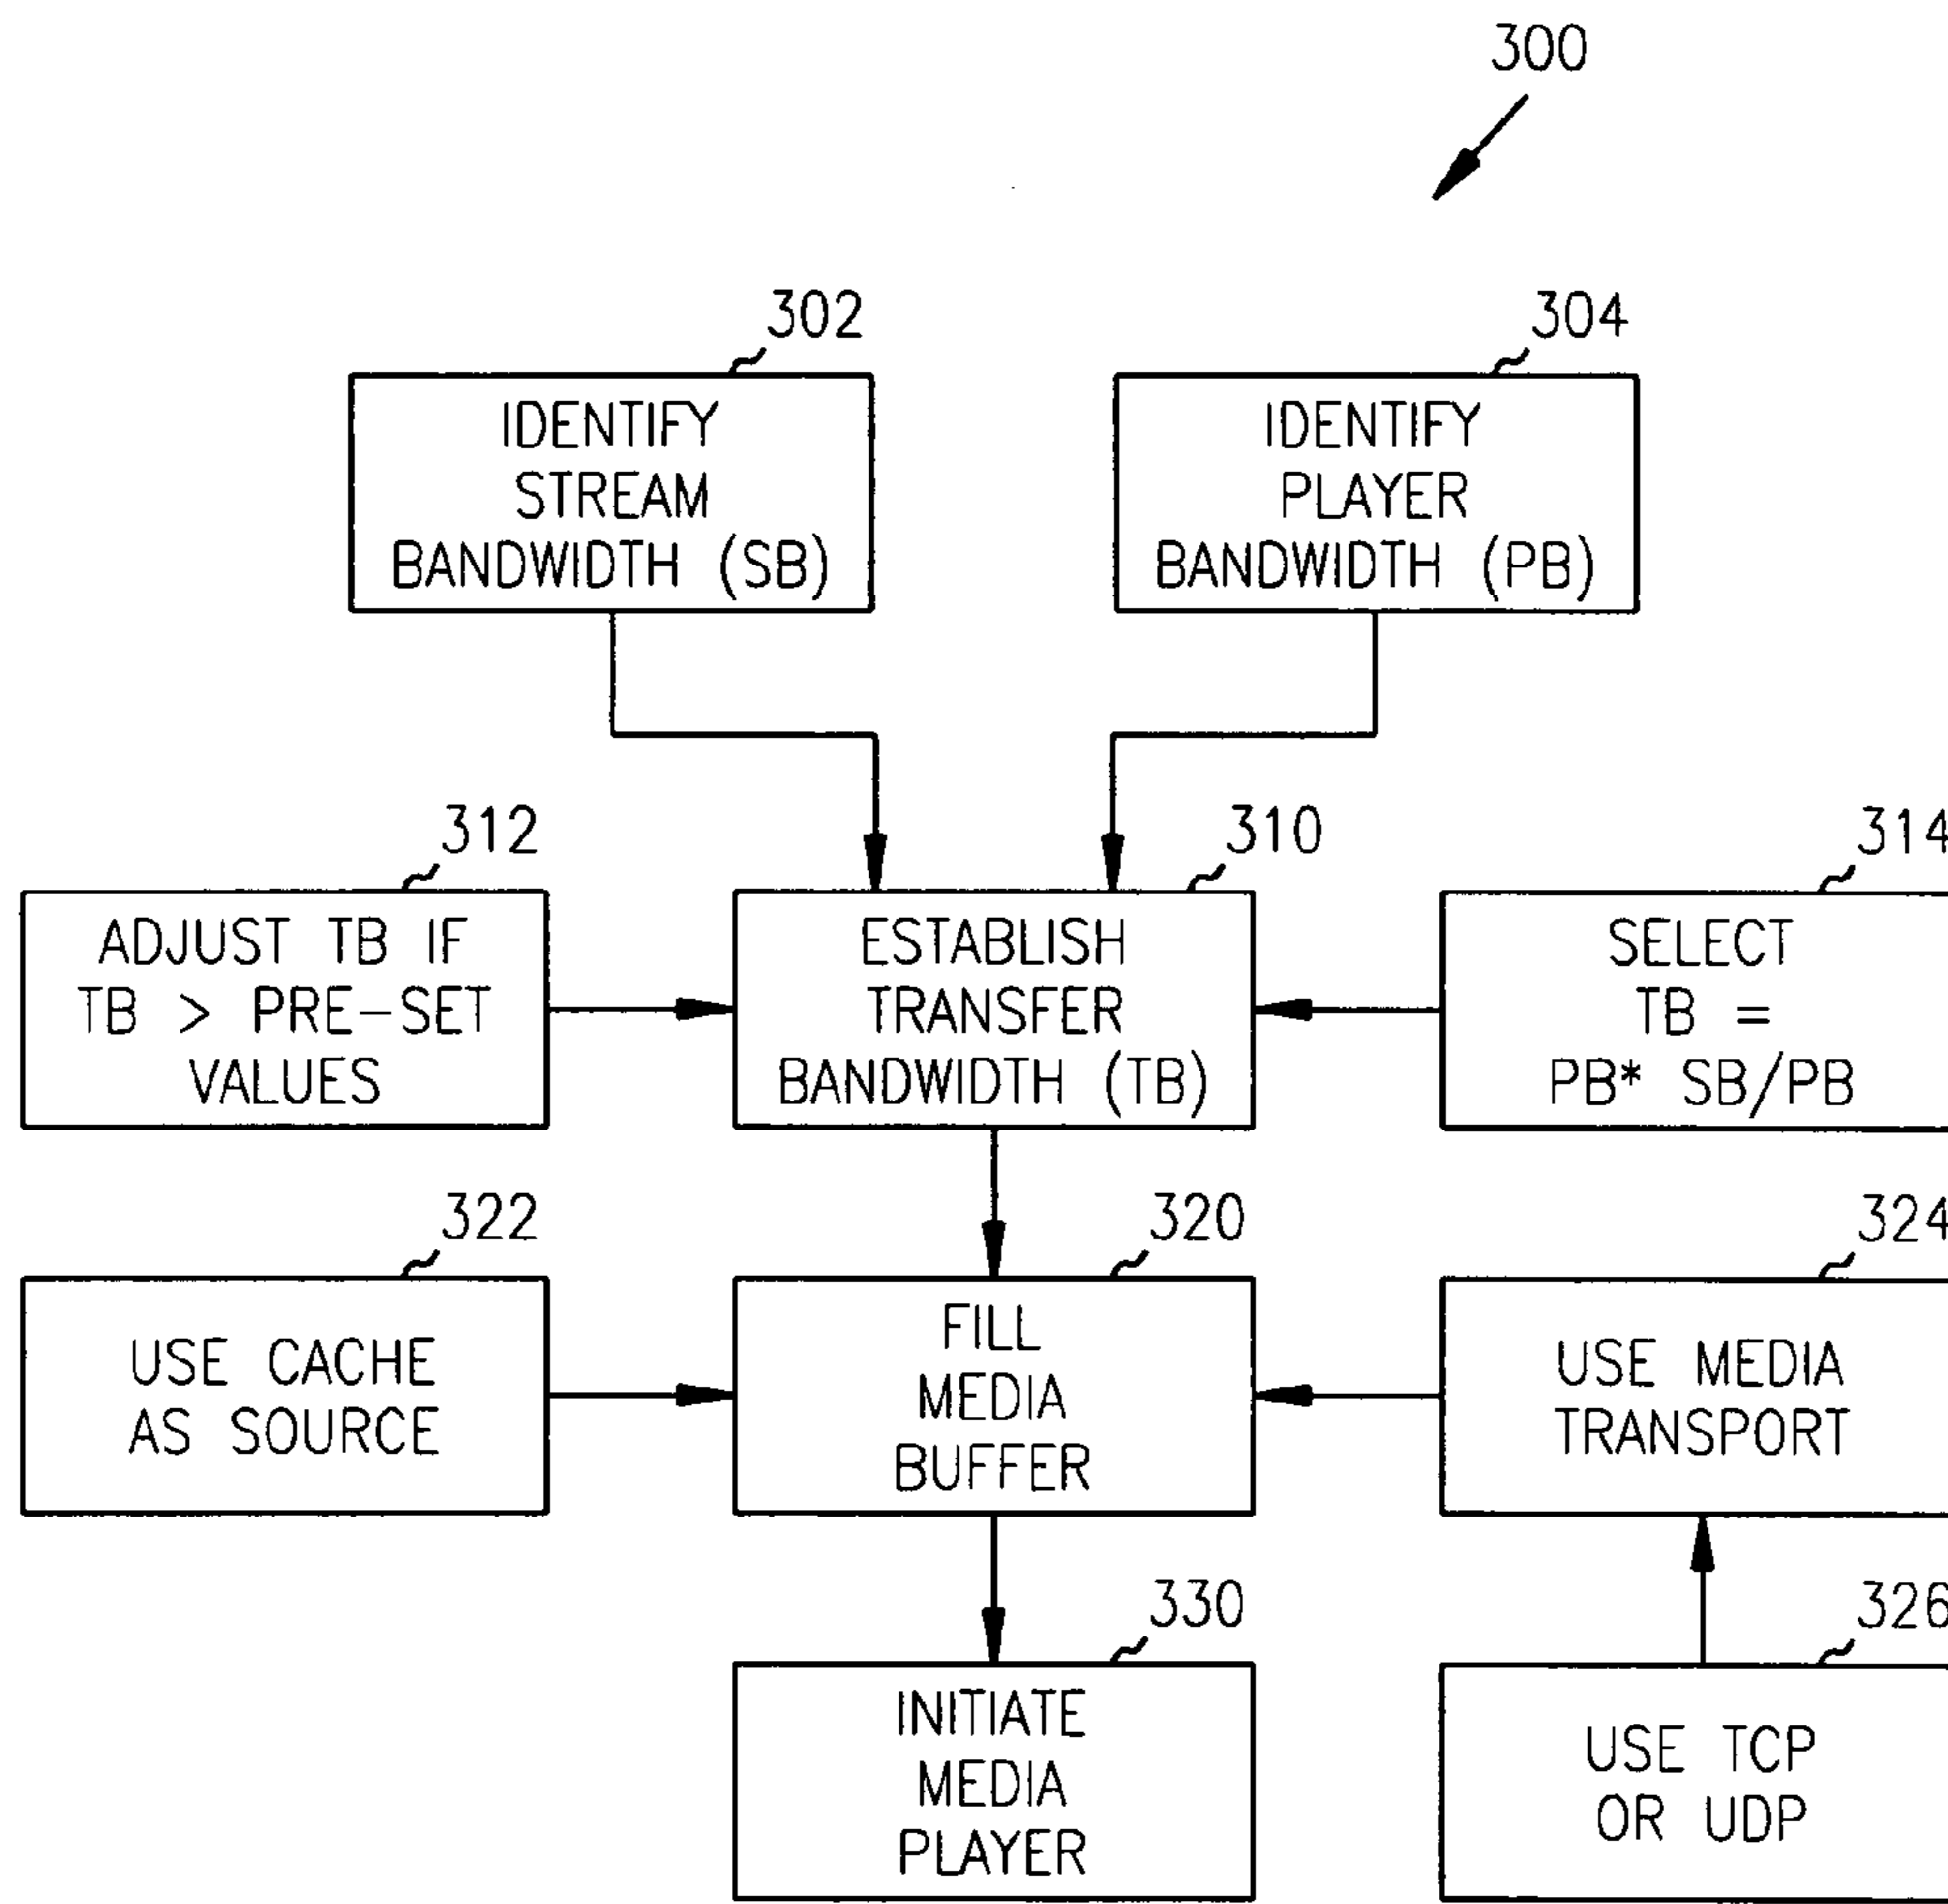 300
302
304
IDENTIFY
STREAM
BANDWIDTH (SB)
IDENTIFY
PLAYER
BANDWIDTH (PB)
312
310
314
ADJUST TB IF
TB > PRE-SET
VALUES
ESTABLISH
TRANSFER
BANDWIDTH (TB)
SELECT
TB =
PB* SB/PB
322
320
324
USE CACHE
AS SOURCE
FILL
MEDIA
BUFFER
USE MEDIA
TRANSPORT
330
326
INITIATE
MEDIA
PLAYER
USE TCP
OR UDP